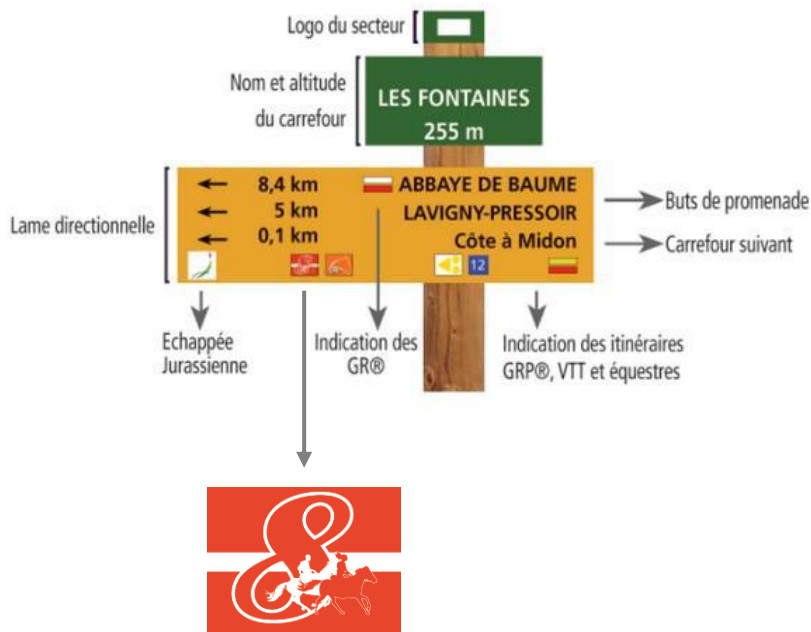 Logo du secteur
Nom et altitude
du carrefour
LES FONTAINES
255 m
Lame directionnelle
← 8,4 km ABBAYE DE BAUME
← 5 km LAVIGNY-PRESSOIR
← 0,1 km Côte à Midon
12
Buts de promenade
Carrefour suivant
Echappée
Jurassienne
Indication des
GR®
Indication des itinéraires
GRP®, VTT et équestres
8